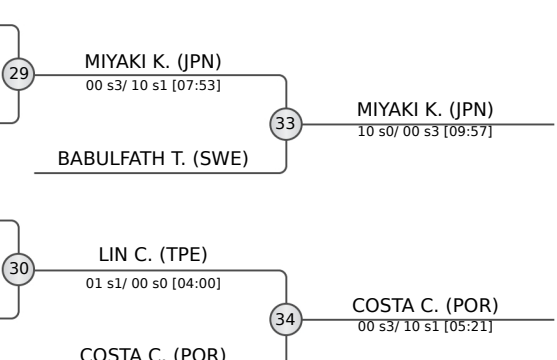 29
MIYAKI K. (JPN)
00 s3/ 10 s1 [07:53]
33
MIYAKI K. (JPN)
10 s0/ 00 s3 [09:57]
BABULFATH T. (SWE)
30
LIN C. (TPE)
01 s1/ 00 s0 [04:00]
34
COSTA C. (POR)
00 s3/ 10 s1 [05:21]
COSTA C. (POR)